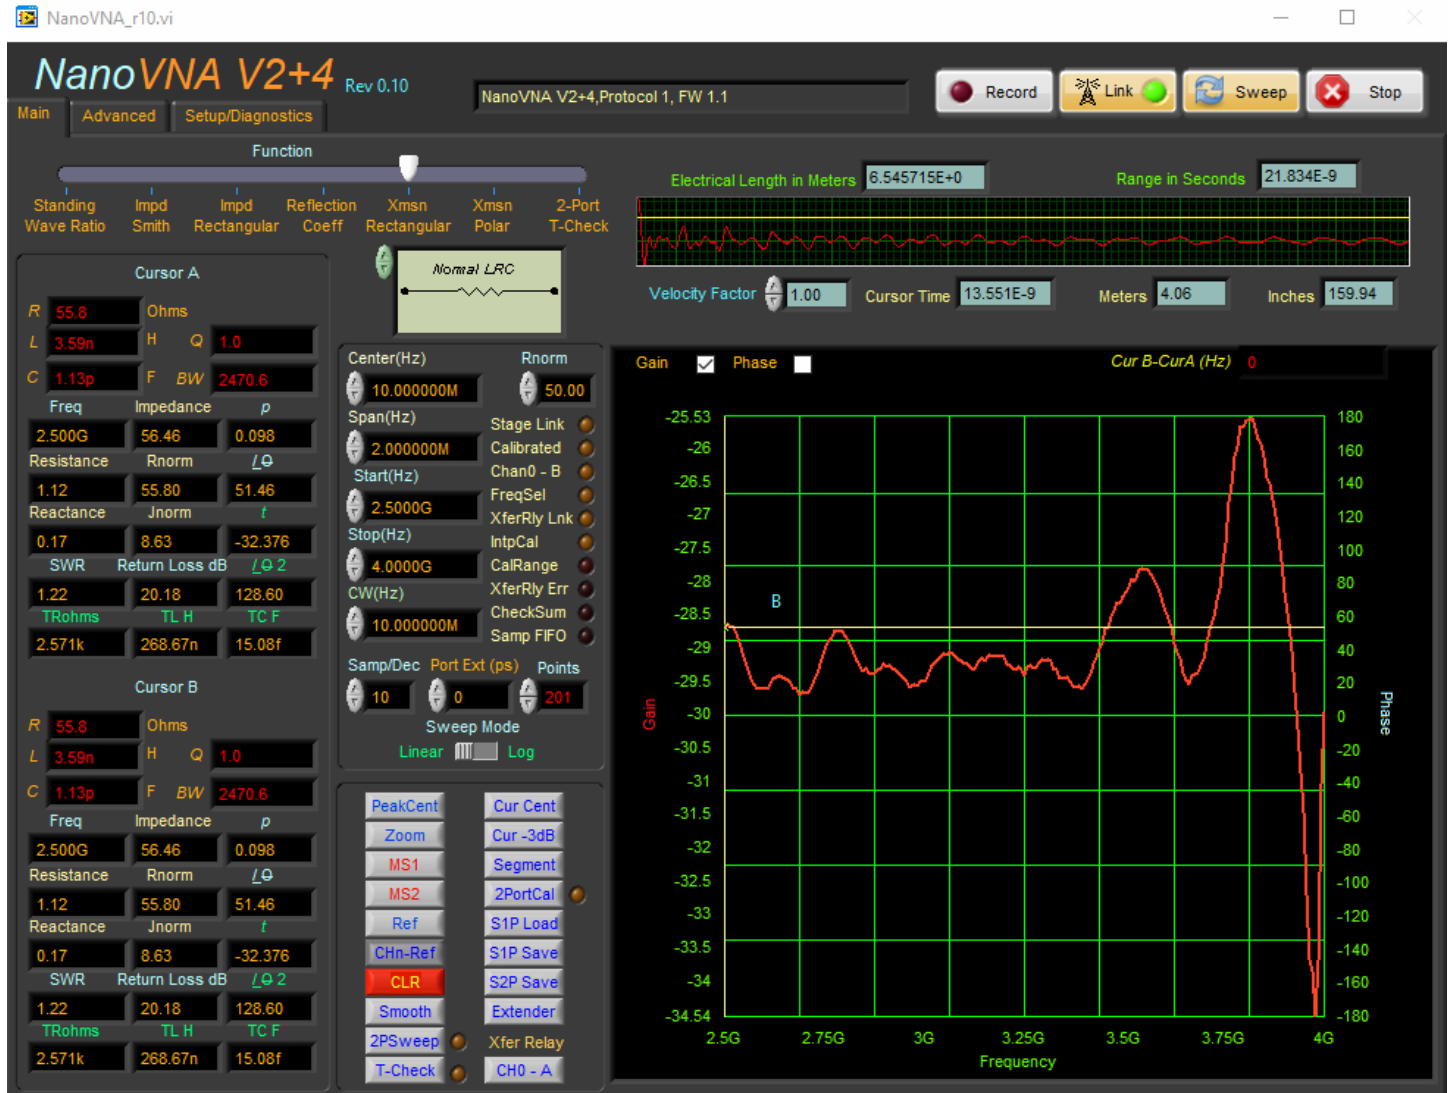 NanoVNA_r10.vi
NanoVNA V2+4 Rev 0.10
NanoVNA V2+4,Protocol 1, FW 1.1
Record
Link
Sweep
Stop
Main
Advanced
Setup/Diagnostics
Function
Standing Wave Ratio
Impd Smith
Impd Rectangular
Reflection Coeff
Xmsn Rectangular
Xmsn Polar
2-Port T-Check
Electrical Length in Meters 6.545715E+0
Range in Seconds 21.834E-9
Velocity Factor 1.00
Cursor Time 13.551E-9
Meters 4.06
Inches 159.94
Cursor A
R 55.8 Ohms
L 3.59n H Q 1.0
C 1.13p F BW 2470.6
Freq Impedance p
2.500G 56.46 0.098
Resistance Rnorm /Θ
1.12 55.80 51.46
Reactance Jnorm t
0.17 8.63 -32.376
SWR Return Loss dB /Θ 2
1.22 20.18 128.60
TRohms TL H TC F
2.571k 268.67n 15.08f
Cursor B
R 55.8 Ohms
L 3.59n H Q 1.0
C 1.13p F BW 2470.6
Freq Impedance p
2.500G 56.46 0.098
Resistance Rnorm /Θ
1.12 55.80 51.46
Reactance Jnorm t
0.17 8.63 -32.376
SWR Return Loss dB /Θ 2
1.22 20.18 128.60
TRohms TL H TC F
2.571k 268.67n 15.08f
Normal LRC
Center(Hz) Rnorm
10.000000M 50.00
Span(Hz)
2.000000M
Start(Hz)
2.5000G
Stop(Hz)
4.0000G
CW(Hz)
10.000000M
Stage Link
Calibrated
Chan0 - B
FreqSel
XferRly Lnk
IntpCal
CalRange
XferRly Err
CheckSum
Samp FIFO
Samp/Dec Port Ext (ps) Points
10 0 201
Sweep Mode
Linear Log
PeakCent Cur Cent
Zoom Cur -3dB
MS1 Segment
MS2 2PortCal
Ref S1P Load
CHn-Ref S1P Save
CLR S2P Save
Smooth Extender
2PSweep Xfer Relay
T-Check CH0 - A
Gain Phase
Cur B-CurA (Hz) 0
B
-25.53
-26
-26.5
-27
-27.5
-28
-28.5
-29
-29.5
-30
-30.5
-31
-31.5
-32
-32.5
-33
-33.5
-34
-34.54
Gain
180
160
140
120
100
80
60
40
20
0
-20
-40
-60
-80
-100
-120
-140
-160
-180
Phase
2.5G 2.75G 3G 3.25G 3.5G 3.75G 4G
Frequency